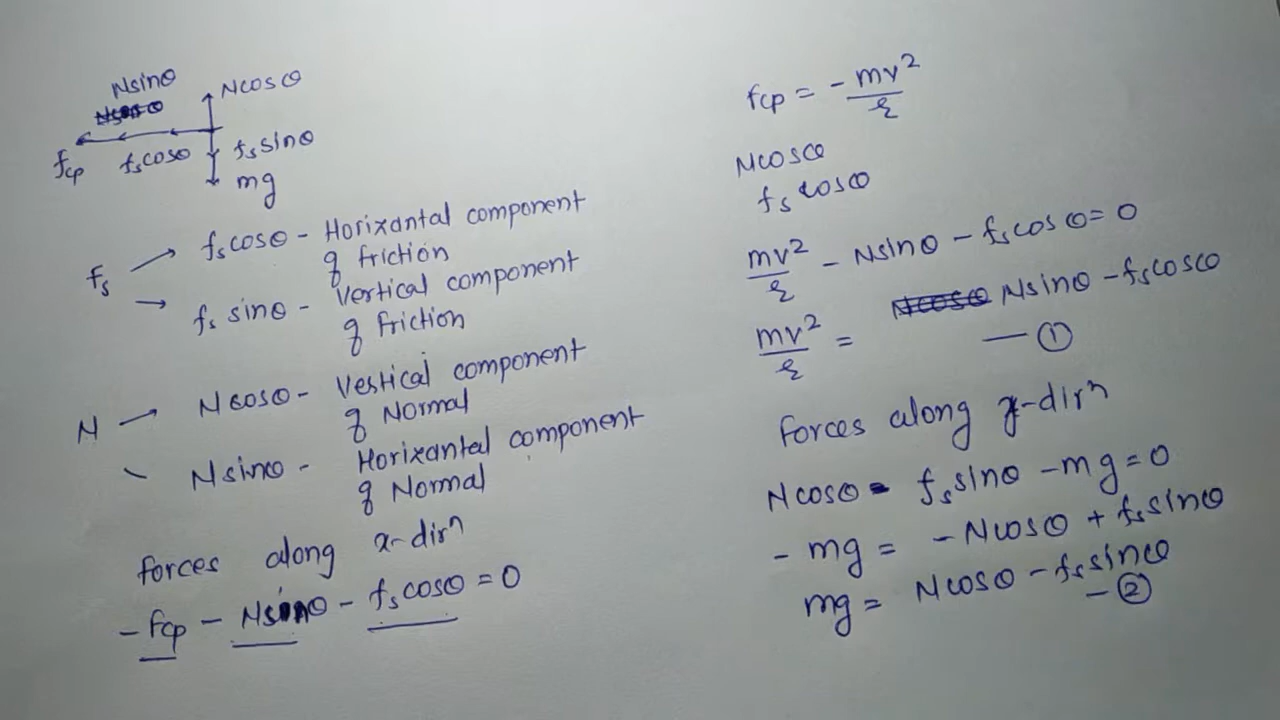 Nsinθ
Ncosθ
fcp
fₛcosθ
fₛsinθ
mg
fₛ → fₛcosθ - Horixantal component
of friction
→ fₛ sinθ - Vertical component
of friction
N → Ncosθ - Vertical component
of Normal
Nsinθ - Horixantal component
of Normal
forces along x-dirⁿ
-fcp - Nsinθ - fₛcosθ = 0
fcp = -mv²/r
Ncosθ
fₛ cosθ
mv²/r - Nsinθ - fₛcosθ = 0
mv²/r = Nsinθ - fₛcosθ
— ①
forces along -dirⁿ
Ncosθ - fₛsinθ - mg = 0
- mg = - Ncosθ + fₛsinθ
mg = Ncosθ - fₛsinθ
- ②